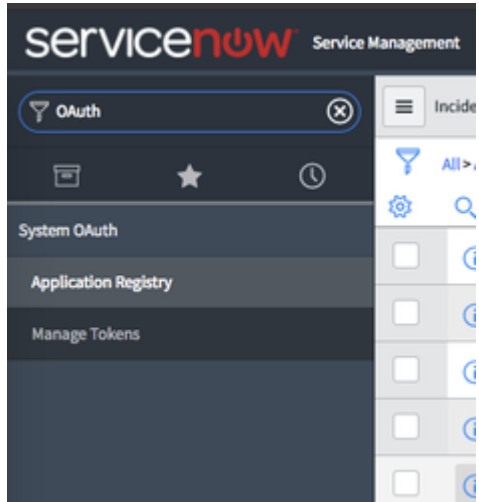 servicenow Service Management
OAuth
System OAuth
Application Registry
Manage Tokens
Incide
All >